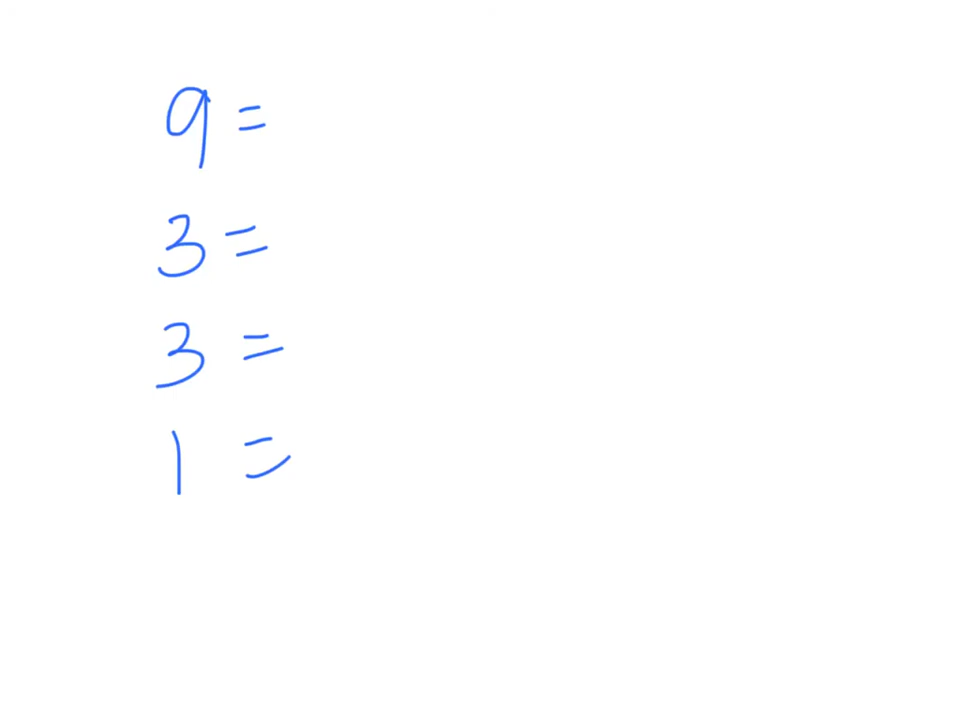 9 =
3 =
3 =
1 =